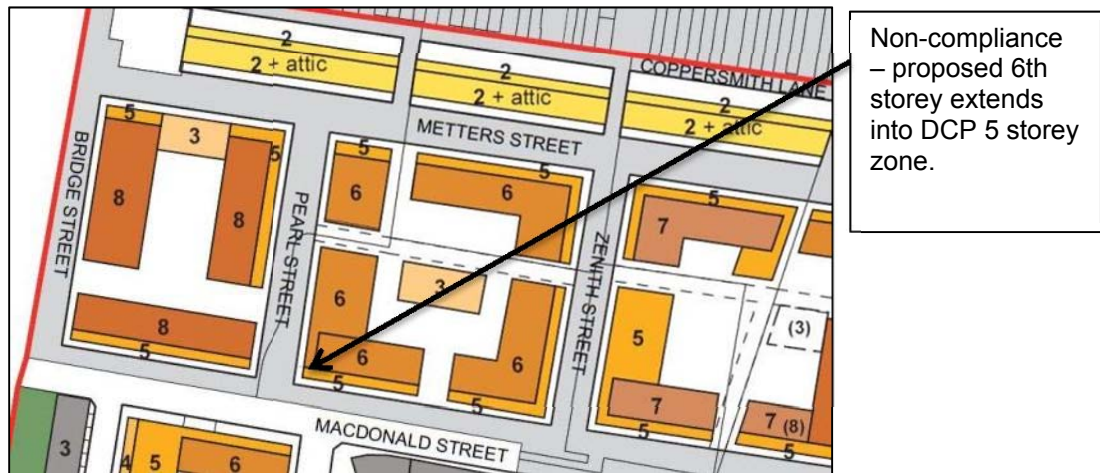 2
2 + attic
2
2 + attic
COPPERSMITH LANE
2
2 + attic
METTERS STREET
BRIDGE STREET
5
3
5
8
8
8
5
PEARL STREET
5
6
5
6
ZENITH STREET
5
7
6
3
6
6
5
5
5
(3)
7
5
7 (8)
5
MACDONALD STREET
3
4
5
6
Non-compliance
– proposed 6th
storey extends
into DCP 5 storey
zone.